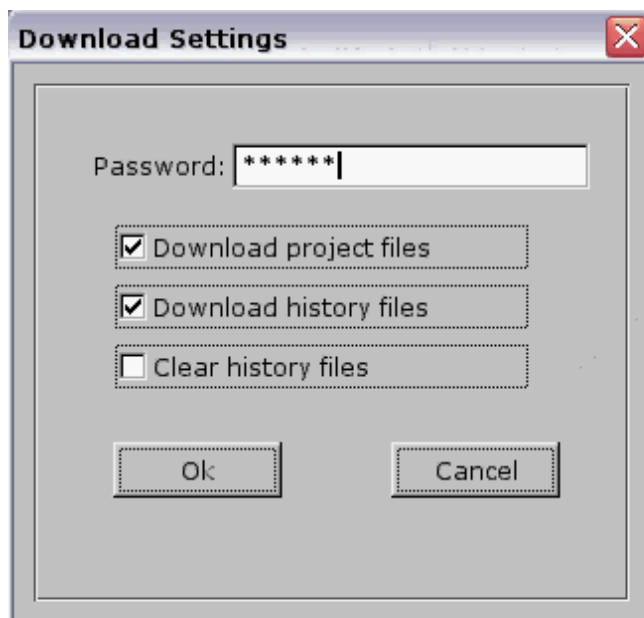 Download Settings
Password: ******
Download project files
Download history files
Clear history files
Ok Cancel